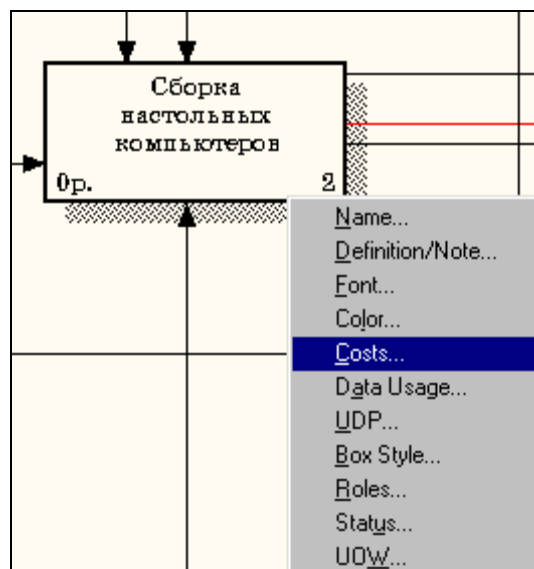 Сборка
настольных
компьютеров
0р. 2
Name...
Definition/Note...
Font...
Color...
Costs...
Data Usage...
UDP...
Box Style...
Roles...
Status...
UOW...